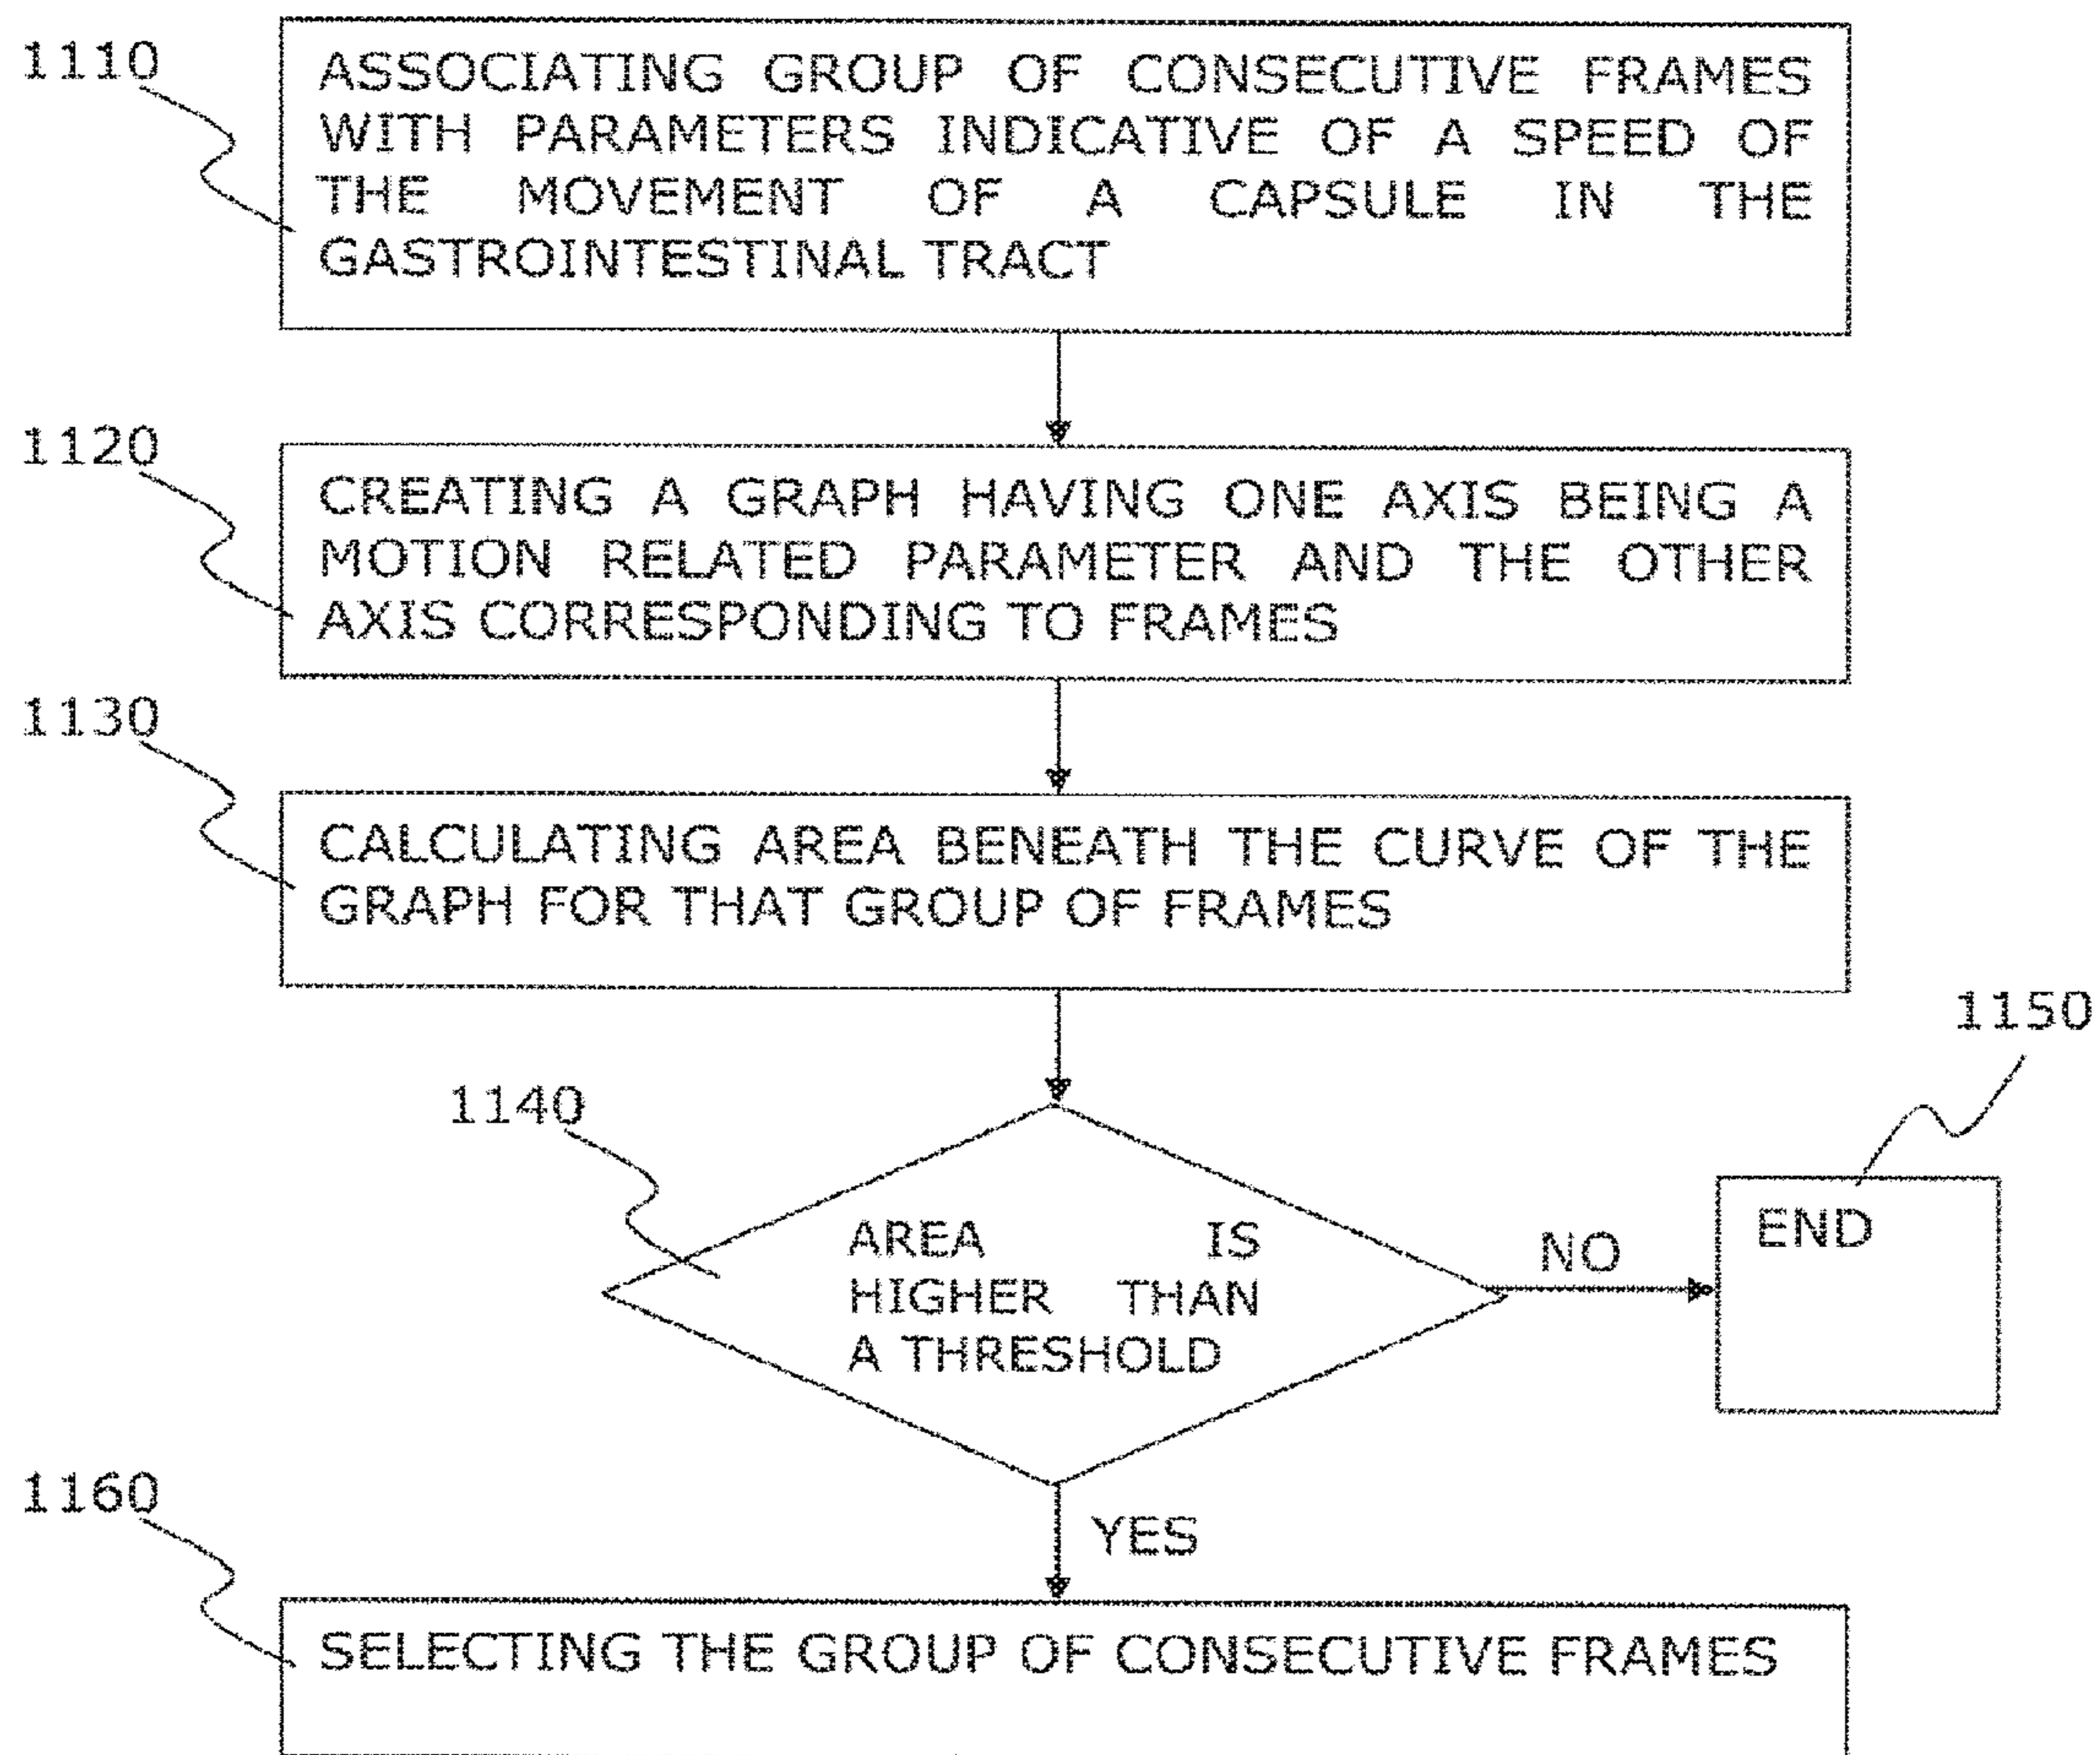 1110
ASSOCIATING GROUP OF CONSECUTIVE FRAMES
WITH PARAMETERS INDICATIVE OF A SPEED OF
THE MOVEMENT OF A CAPSULE IN THE
GASTROINTESTINAL TRACT
1120
CREATING A GRAPH HAVING ONE AXIS BEING A
MOTION RELATED PARAMETER AND THE OTHER
AXIS CORRESPONDING TO FRAMES
1130
CALCULATING AREA BENEATH THE CURVE OF THE
GRAPH FOR THAT GROUP OF FRAMES
1140
AREA IS
HIGHER THAN
A THRESHOLD
NO
1150
END
YES
1160
SELECTING THE GROUP OF CONSECUTIVE FRAMES